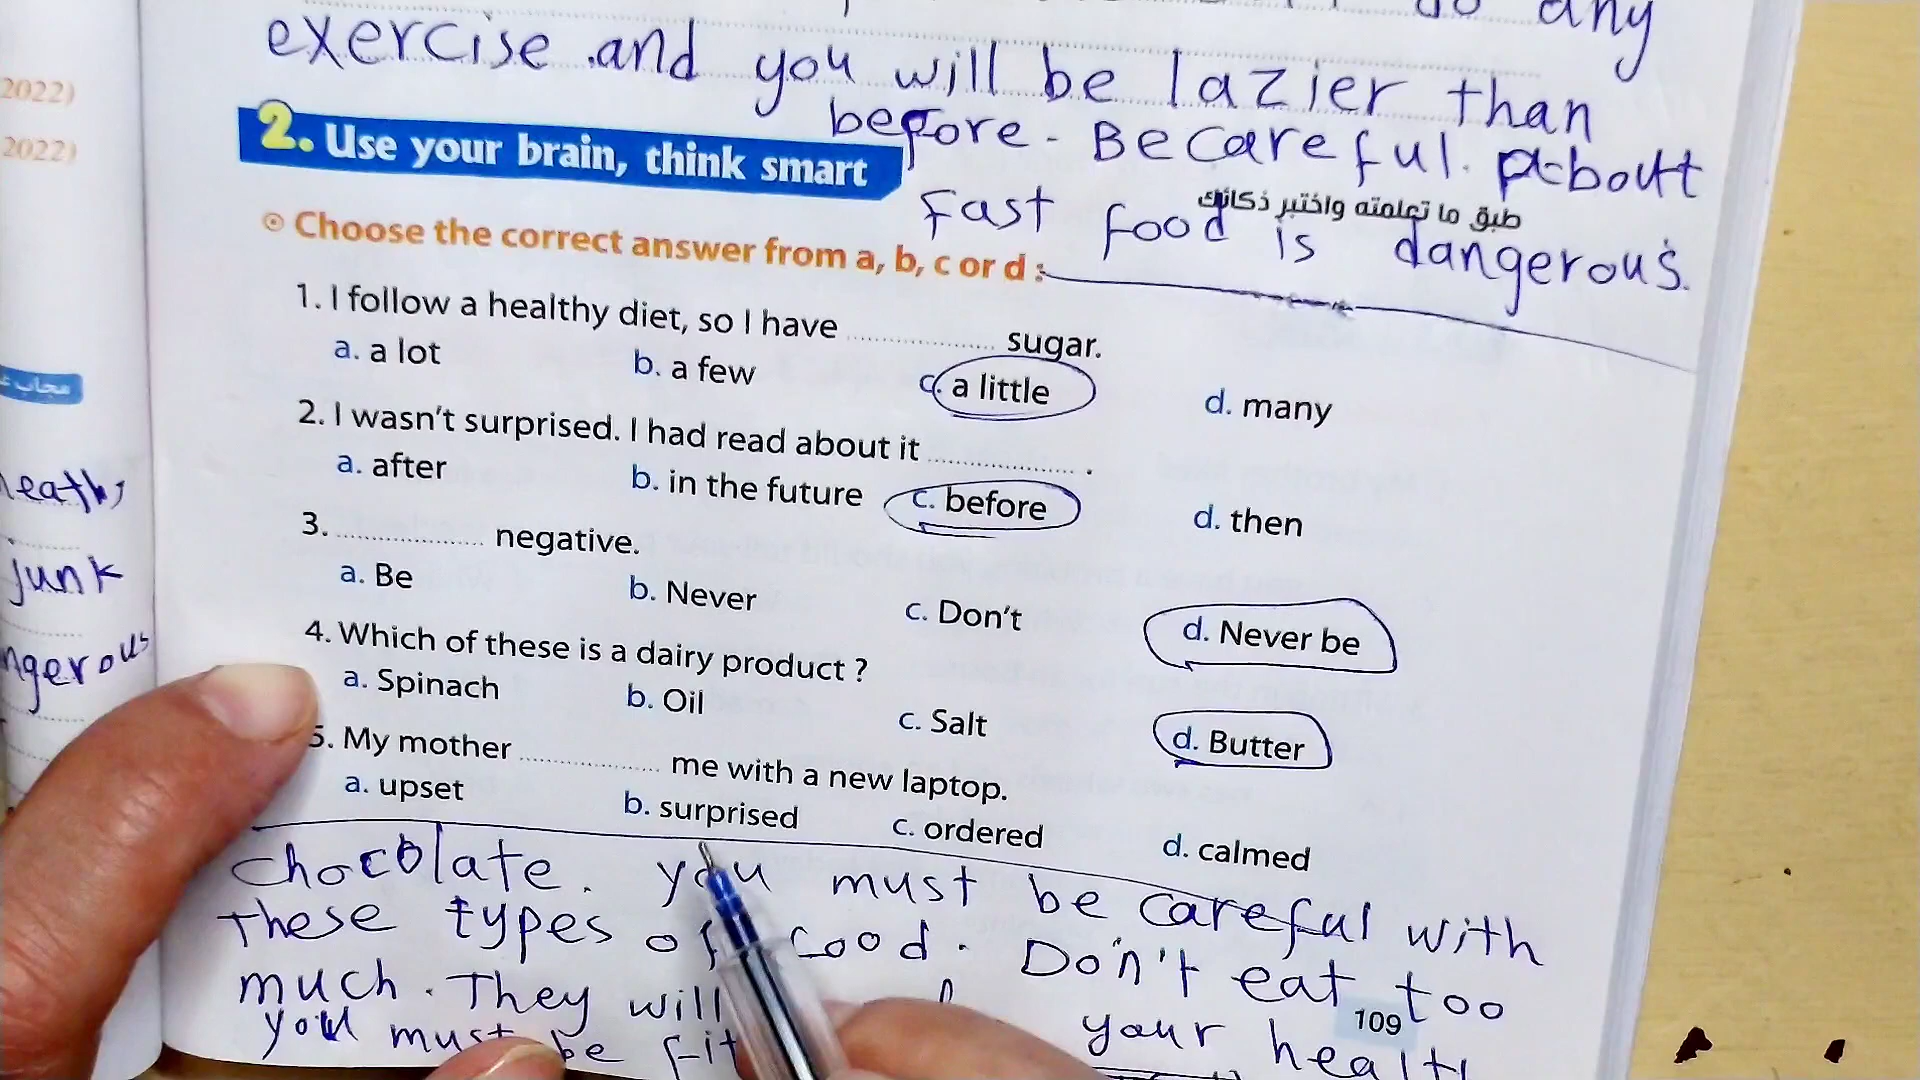 any
exercise .and you will be lazier than
before - Be careful. About
fast food is dangerous.
2022)
2022)
2. Use your brain, think smart
طبق ما تعلمته واختبر ذكائك
Choose the correct answer from a, b, c or d :
1. I follow a healthy diet, so I have .................... sugar.
a. a lot b. a few c. a little d. many
2. I wasn't surprised. I had read about it .................... .
a. after b. in the future c. before d. then
3. .................... negative.
a. Be b. Never c. Don't d. Never be
4. Which of these is a dairy product ?
a. Spinach b. Oil c. Salt d. Butter
5. My mother .................... me with a new laptop.
a. upset b. surprised c. ordered d. calmed
junk
chocolate. you must be careful with
These types of food. Don't eat too
much. They will your health
you must be fit
109